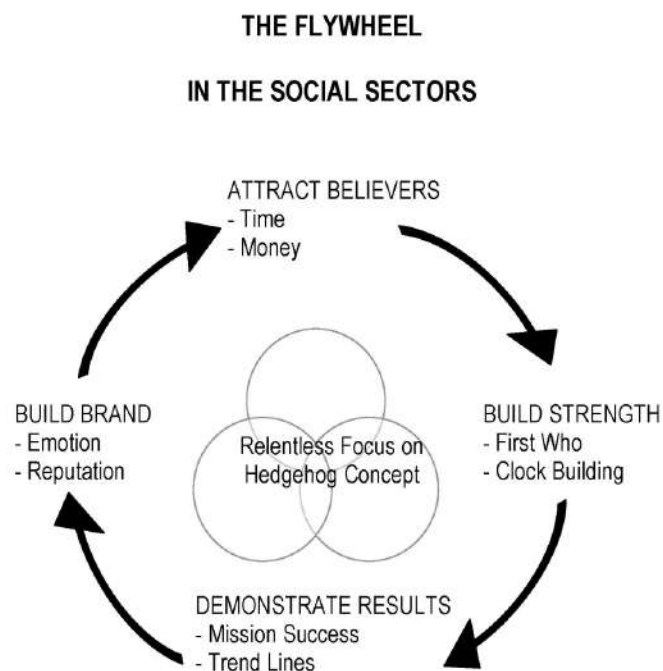 THE FLYWHEEL
IN THE SOCIAL SECTORS
ATTRACT BELIEVERS
- Time
- Money
BUILD BRAND
- Emotion
- Reputation
Relentless Focus on
Hedgehog Concept
BUILD STRENGTH
- First Who
- Clock Building
DEMONSTRATE RESULTS
- Mission Success
- Trend Lines